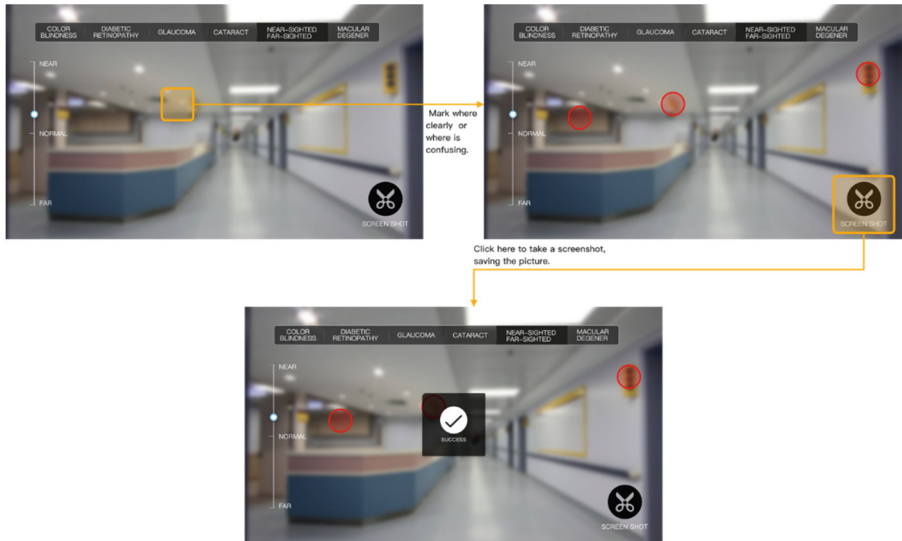 COLOR
BLINDNESS
DIABETIC
RETINOPATHY
GLAUCOMA
CATARACT
NEAR-SIGHTED
FAR-SIGHTED
MACULAR
DEGENER
NEAR
NORMAL
FAR
SCREEN SHOT
Mark where
clearly or
where is
confusing.
COLOR
BLINDNESS
DIABETIC
RETINOPATHY
GLAUCOMA
CATARACT
NEAR-SIGHTED
FAR-SIGHTED
MACULAR
DEGENER
NEAR
NORMAL
FAR
SCREEN SHOT
Click here to take a screenshot,
saving the picture.
COLOR
BLINDNESS
DIABETIC
RETINOPATHY
GLAUCOMA
CATARACT
NEAR-SIGHTED
FAR-SIGHTED
MACULAR
DEGENER
NEAR
NORMAL
FAR
SUCCESS
SCREEN SHOT